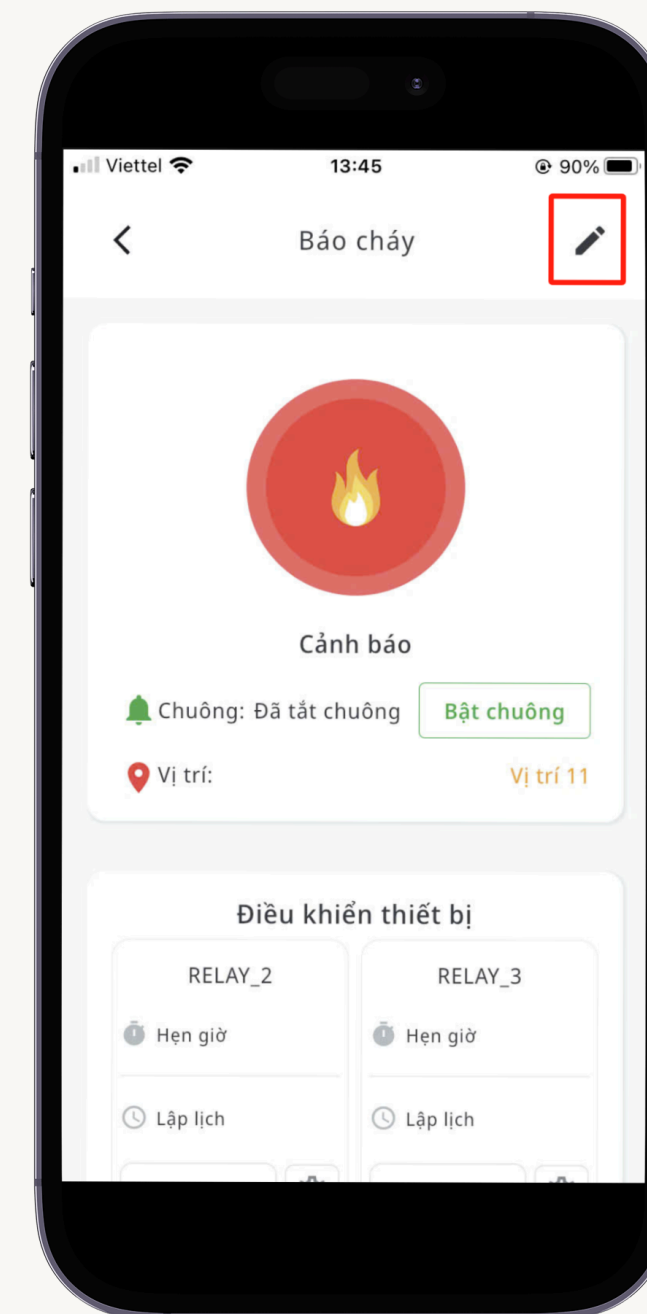 Viettel 13:45 90%
Báo cháy
Cảnh báo
Chuông: Đã tắt chuông Bật chuông
Vị trí: Vị trí 11
Điều khiển thiết bị
RELAY_2 RELAY_3
Hẹn giờ Hẹn giờ
Lập lịch Lập lịch